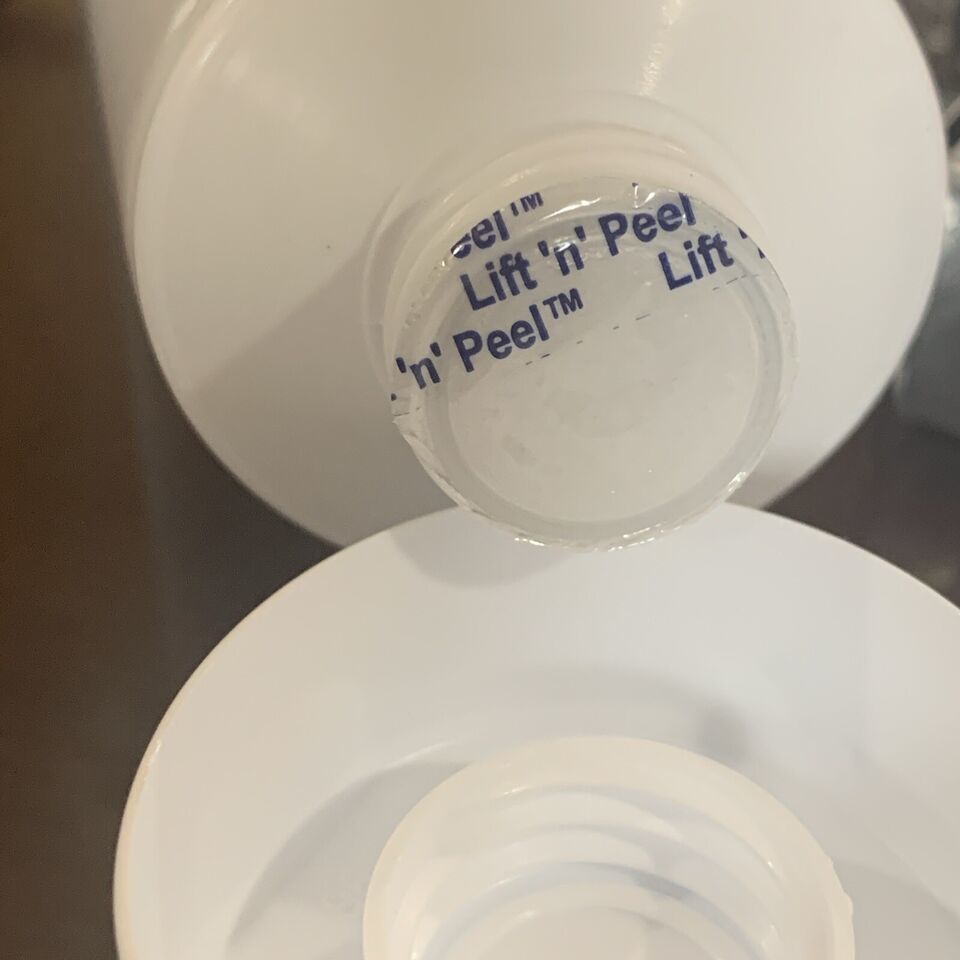 eel™
Lift 'n' Peel
Lift '
'n' Peel™